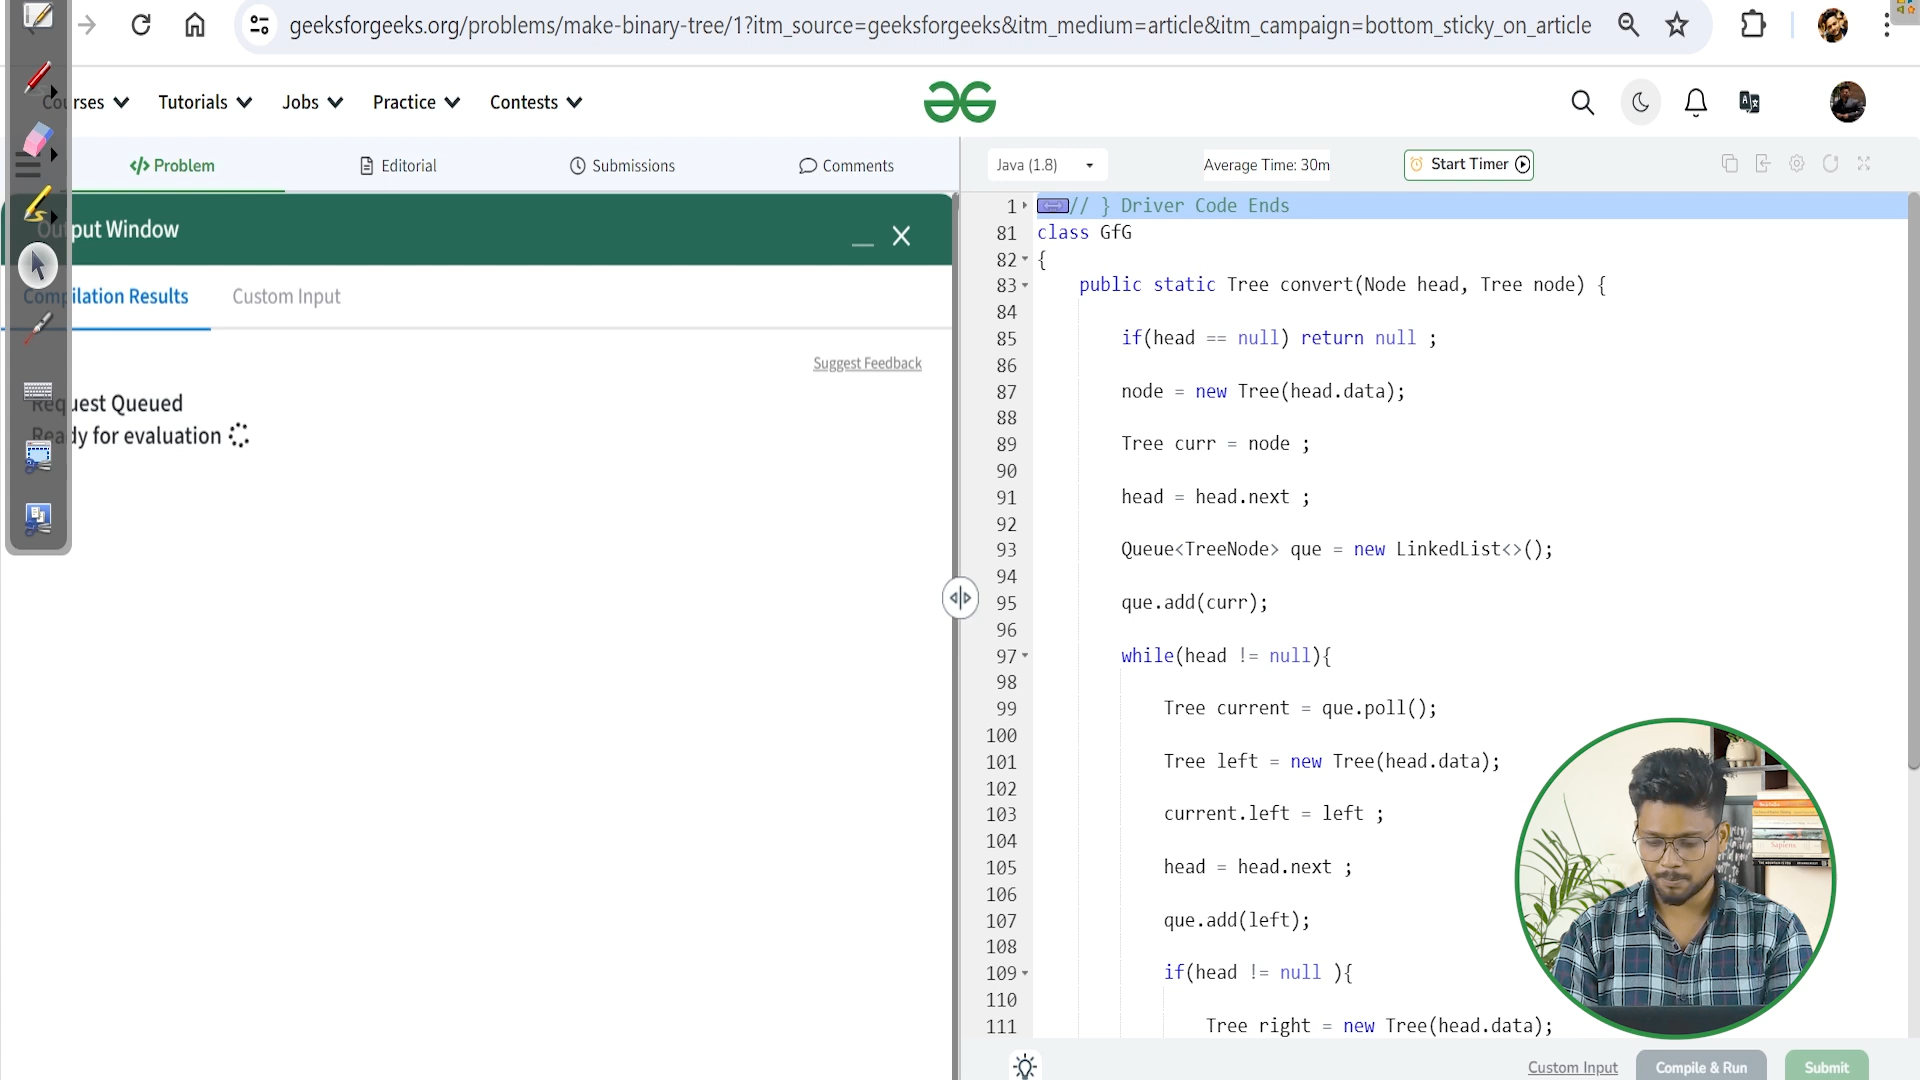 geeksforgeeks.org/problems/make-binary-tree/1?itm_source=geeksforgeeks&itm_medium=article&itm_campaign=bottom_sticky_on_article
Courses Tutorials Jobs Practice Contests
</> Problem Editorial Submissions Comments
Output Window
Compilation Results Custom Input
Suggest Feedback
Request Queued
Ready for evaluation
Java (1.8) Average Time: 30m Start Timer
1 // } Driver Code Ends
81 class GfG
82 {
83 public static Tree convert(Node head, Tree node) {
84
85 if(head == null) return null ;
86
87 node = new Tree(head.data);
88
89 Tree curr = node ;
90
91 head = head.next ;
92
93 Queue<TreeNode> que = new LinkedList<>();
94
95 que.add(curr);
96
97 while(head != null){
98
99 Tree current = que.poll();
100
101 Tree left = new Tree(head.data);
102
103 current.left = left ;
104
105 head = head.next ;
106
107 que.add(left);
108
109 if(head != null ){
110
111 Tree right = new Tree(head.data);
Custom Input Compile & Run Submit
Sapiens